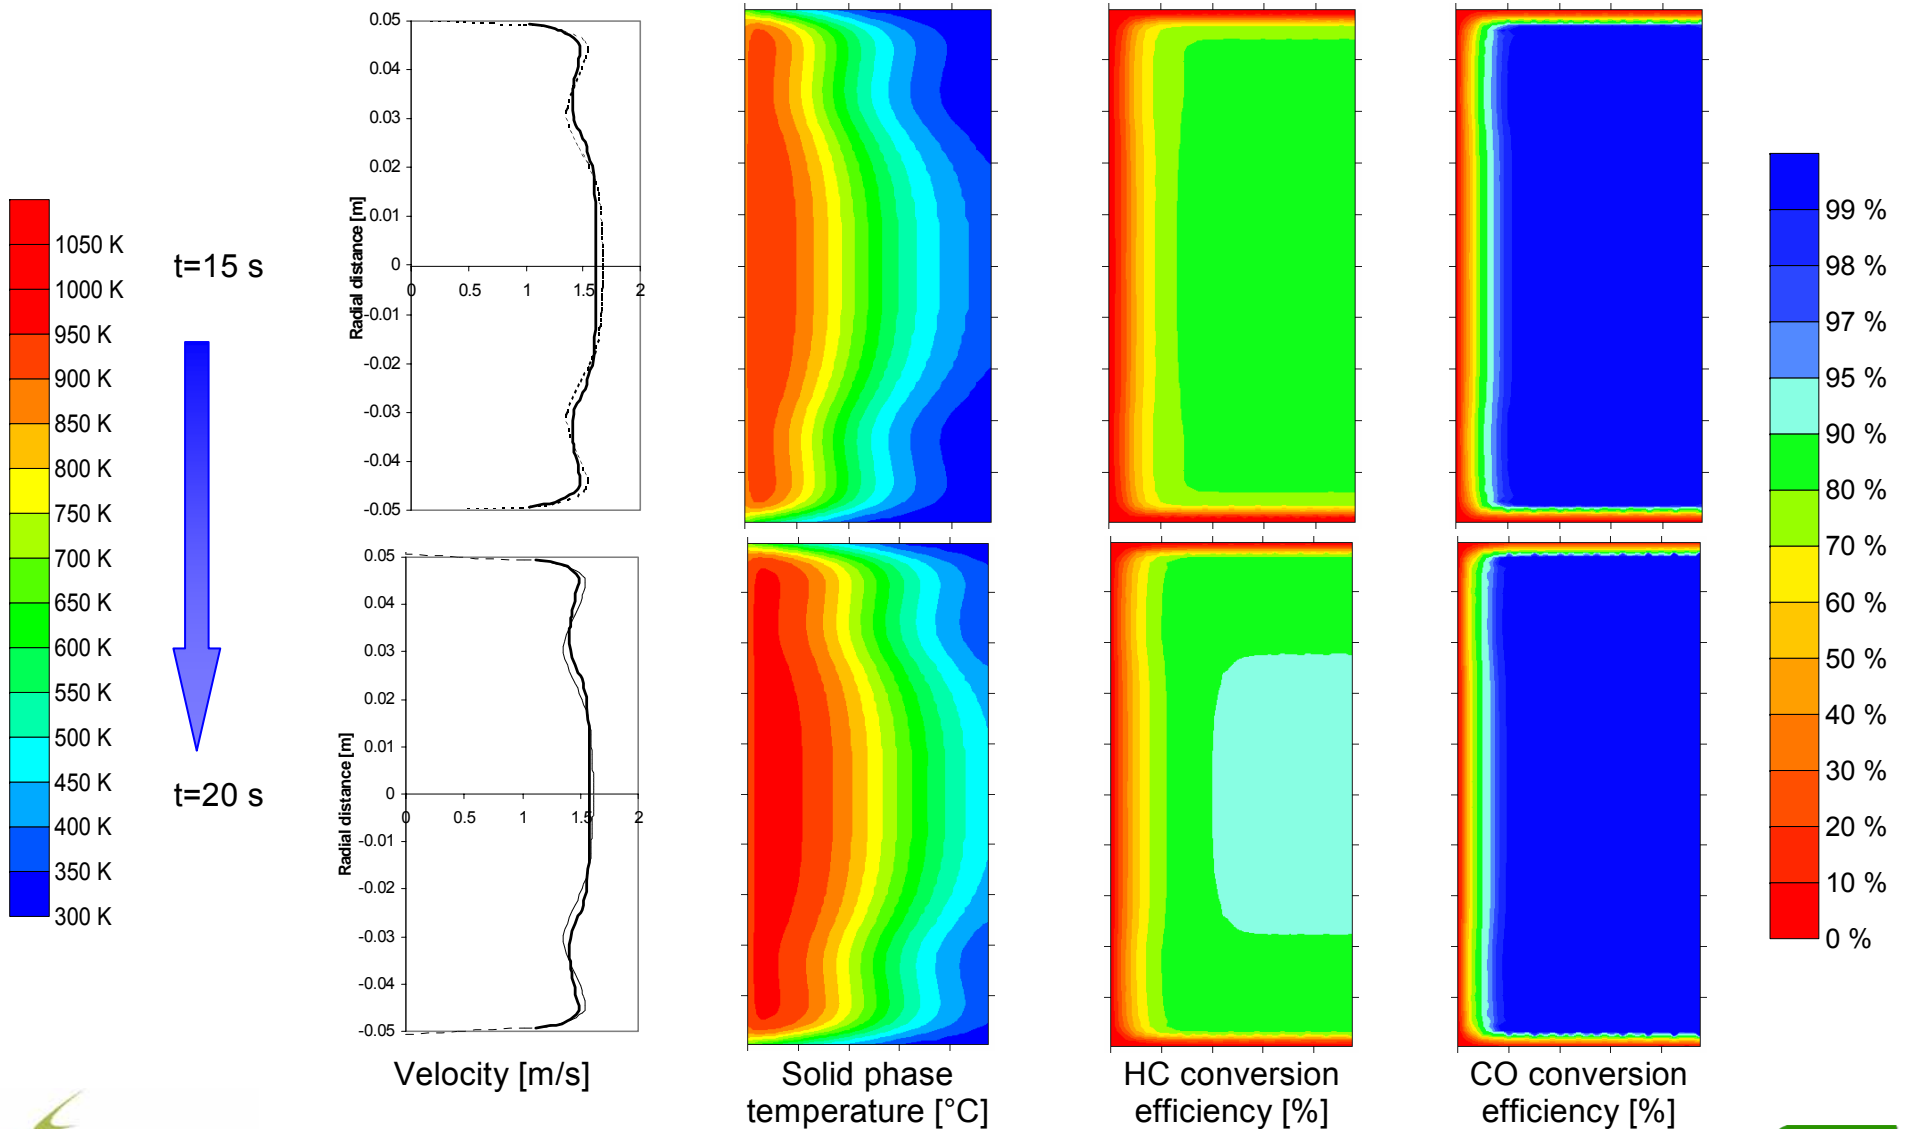 1050 K
1000 K
950 K
900 K
850 K
800 K
750 K
700 K
650 K
600 K
550 K
500 K
450 K
400 K
350 K
300 K
t=15 s
t=20 s
Radial distance [m]
0.05
0.04
0.03
0.02
0.01
0
-0.01
-0.02
-0.03
-0.04
-0.05
0
0.5
1
1.5
2
Radial distance [m]
0.05
0.04
0.03
0.02
0.01
0
-0.01
-0.02
-0.03
-0.04
-0.05
0
0.5
1
1.5
2
Velocity [m/s]
Solid phase
temperature [°C]
HC conversion
efficiency [%]
CO conversion
efficiency [%]
99 %
98 %
97 %
95 %
90 %
80 %
70 %
60 %
50 %
40 %
30 %
20 %
10 %
0 %